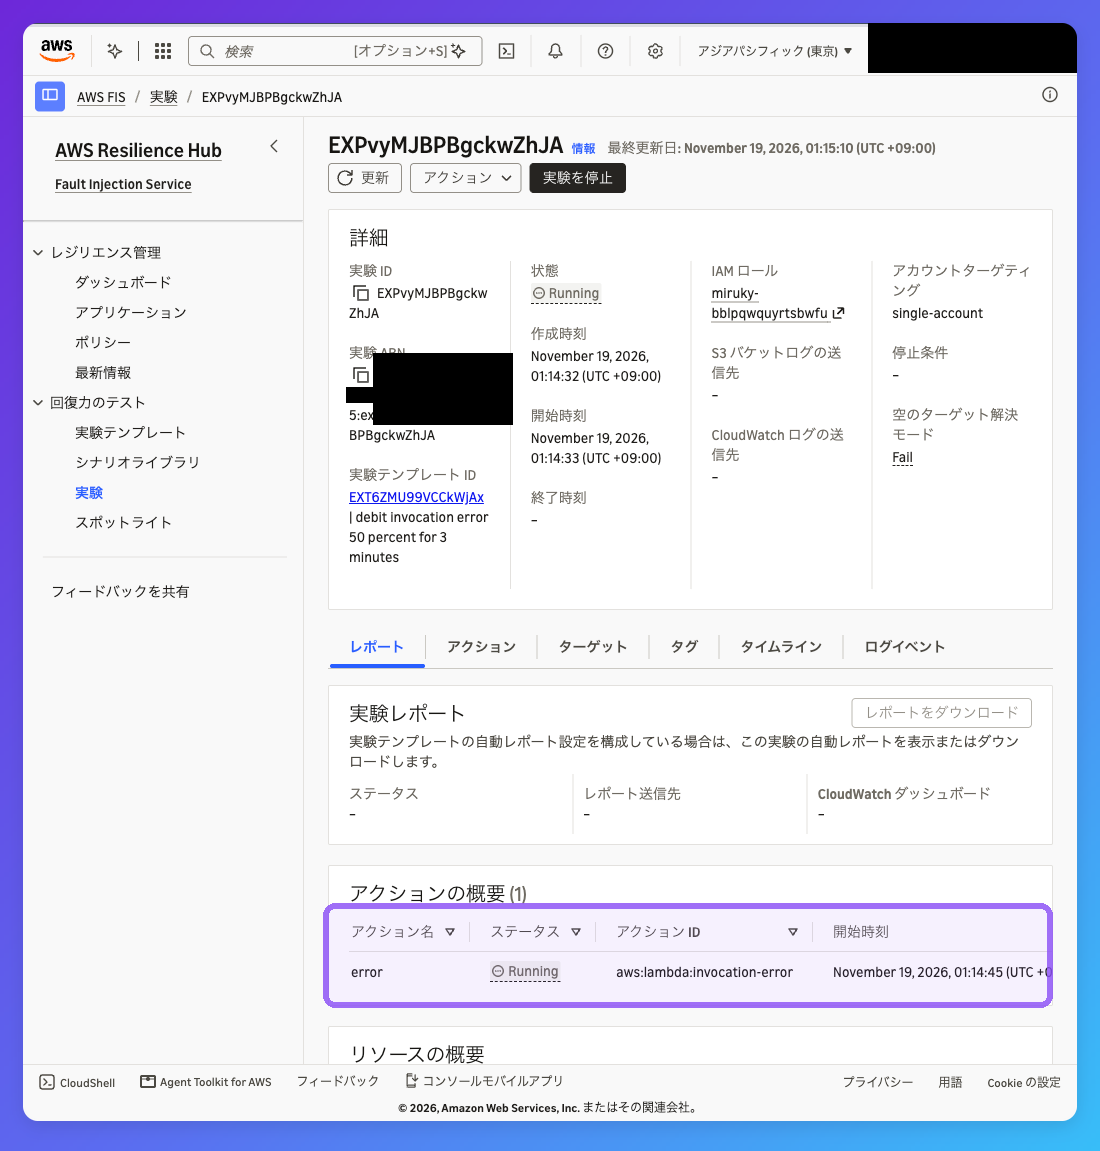 aws
検索
[オプション+S]
アジアパシフィック (東京)
AWS FIS / 実験 / EXPvyMJBPBgckwZhJA
AWS Resilience Hub
Fault Injection Service
レジリエンス管理
ダッシュボード
アプリケーション
ポリシー
最新情報
回復力のテスト
実験テンプレート
シナリオライブラリ
実験
スポットライト
フィードバックを共有
EXPvyMJBPBgckwZhJA 情報 最終更新日: November 19, 2026, 01:15:10 (UTC +09:00)
更新
アクション
実験を停止
詳細
実験 ID
EXPvyMJBPBgckw
ZhJA
実験 ARN
5:ex
BPBgckwZhJA
実験テンプレート ID
EXT6ZMU99VCCkWjAx
| debit invocation error
50 percent for 3
minutes
状態
Running
作成時刻
November 19, 2026,
01:14:32 (UTC +09:00)
開始時刻
November 19, 2026,
01:14:33 (UTC +09:00)
終了時刻
–
IAM ロール
miruky-
bblpqwquyrtsbwfu
S3 バケットログの送
信先
–
CloudWatch ログの送
信先
–
アカウントターゲティ
ング
single-account
停止条件
–
空のターゲット解決
モード
Fail
レポート
アクション
ターゲット
タグ
タイムライン
ログイベント
実験レポート
レポートをダウンロード
実験テンプレートの自動レポート設定を構成している場合は、この実験の自動レポートを表示またはダウン
ロードします。
ステータス
–
レポート送信先
–
CloudWatch ダッシュボード
–
アクションの概要 (1)
アクション名
ステータス
アクション ID
開始時刻
error
Running
aws:lambda:invocation-error
November 19, 2026, 01:14:45 (UTC +0
リソースの概要
CloudShell
Agent Toolkit for AWS
フィードバック
コンソールモバイルアプリ
プライバシー
用語
Cookie の設定
© 2026, Amazon Web Services, Inc. またはその関連会社。